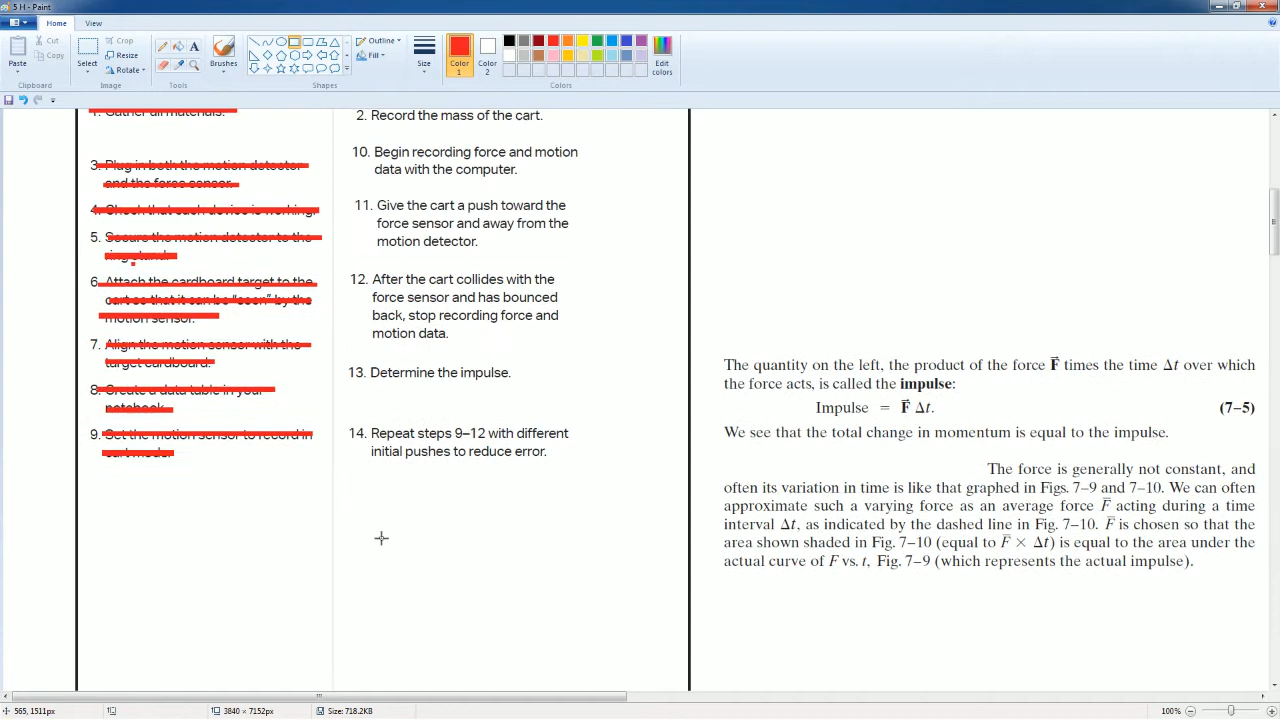 5 H - Paint
Home
View
Paste
Cut
Copy
Clipboard
Select
Crop
Resize
Rotate
Image
Tools
Brushes
Shapes
Outline
Fill
Size
Color 1
Color 2
Edit colors
Colors
1. Gather all materials.
3. Plug in both the motion detector
and the force sensor.
4. Check that each device is working.
5. Secure the motion detector to the
ring stand.
6. Attach the cardboard target to the
cart so that it can be “seen” by the
motion sensor.
7. Align the motion sensor with the
target cardboard.
8. Create a data table in your
notebook.
9. Set the motion sensor to record in
cart mode.
2. Record the mass of the cart.
10. Begin recording force and motion
data with the computer.
11. Give the cart a push toward the
force sensor and away from the
motion detector.
12. After the cart collides with the
force sensor and has bounced
back, stop recording force and
motion data.
13. Determine the impulse.
14. Repeat steps 9–12 with different
initial pushes to reduce error.
The quantity on the left, the product of the force F⃗ times the time Δt over which
the force acts, is called the impulse:
Impulse = F⃗ Δt. (7–5)
We see that the total change in momentum is equal to the impulse.
The force is generally not constant, and
often its variation in time is like that graphed in Figs. 7–9 and 7–10. We can often
approximate such a varying force as an average force F̅ acting during a time
interval Δt, as indicated by the dashed line in Fig. 7–10. F̅ is chosen so that the
area shown shaded in Fig. 7–10 (equal to F̅ × Δt) is equal to the area under the
actual curve of F vs. t, Fig. 7–9 (which represents the actual impulse).
565, 1511px
3840 × 7152px
Size: 718.2KB
100%